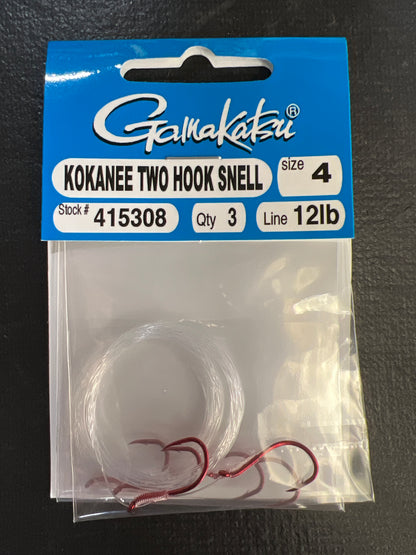 Gamakatsu®
KOKANEE TWO HOOK SNELL
size 4
Stock # 415308
Qty 3
Line 12lb